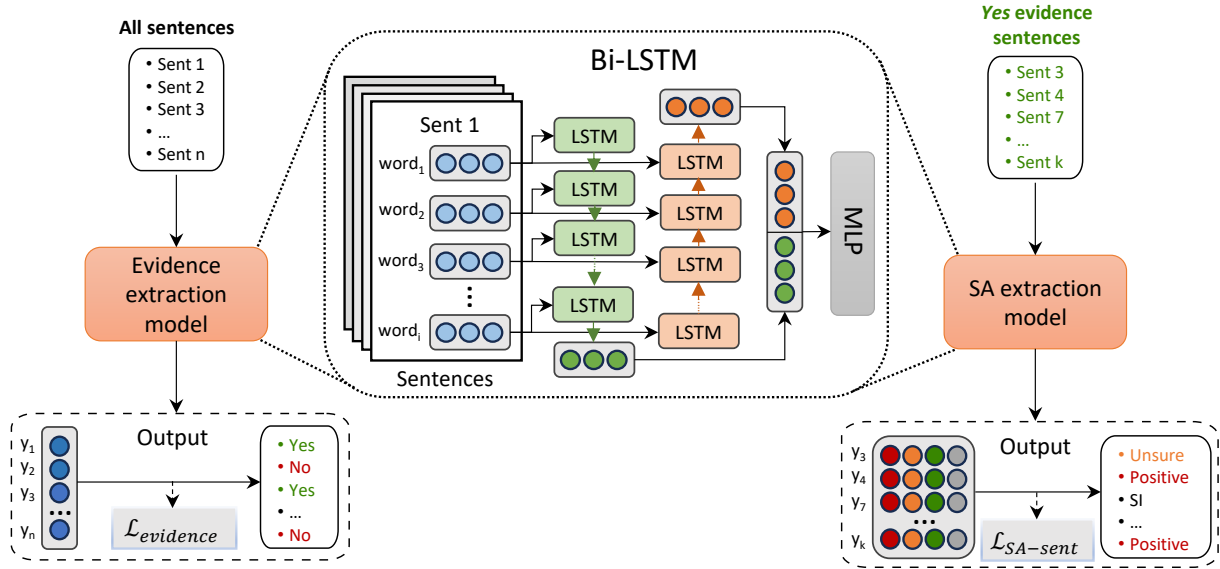 All sentences
• Sent 1
• Sent 2
• Sent 3
• ...
• Sent n
Evidence
extraction
model
Output
y1
y2
y3
...
yn
• Yes
• No
• Yes
• ...
• No
ℒevidence
Bi-LSTM
Sent 1
word1
word2
word3
...
wordi
Sentences
LSTM
LSTM
LSTM
LSTM
LSTM
LSTM
LSTM
LSTM
MLP
Yes evidence
sentences
• Sent 3
• Sent 4
• Sent 7
• ...
• Sent k
SA extraction
model
Output
y3
y4
y7
...
yk
• Unsure
• Positive
• SI
• ...
• Positive
ℒSA−sent